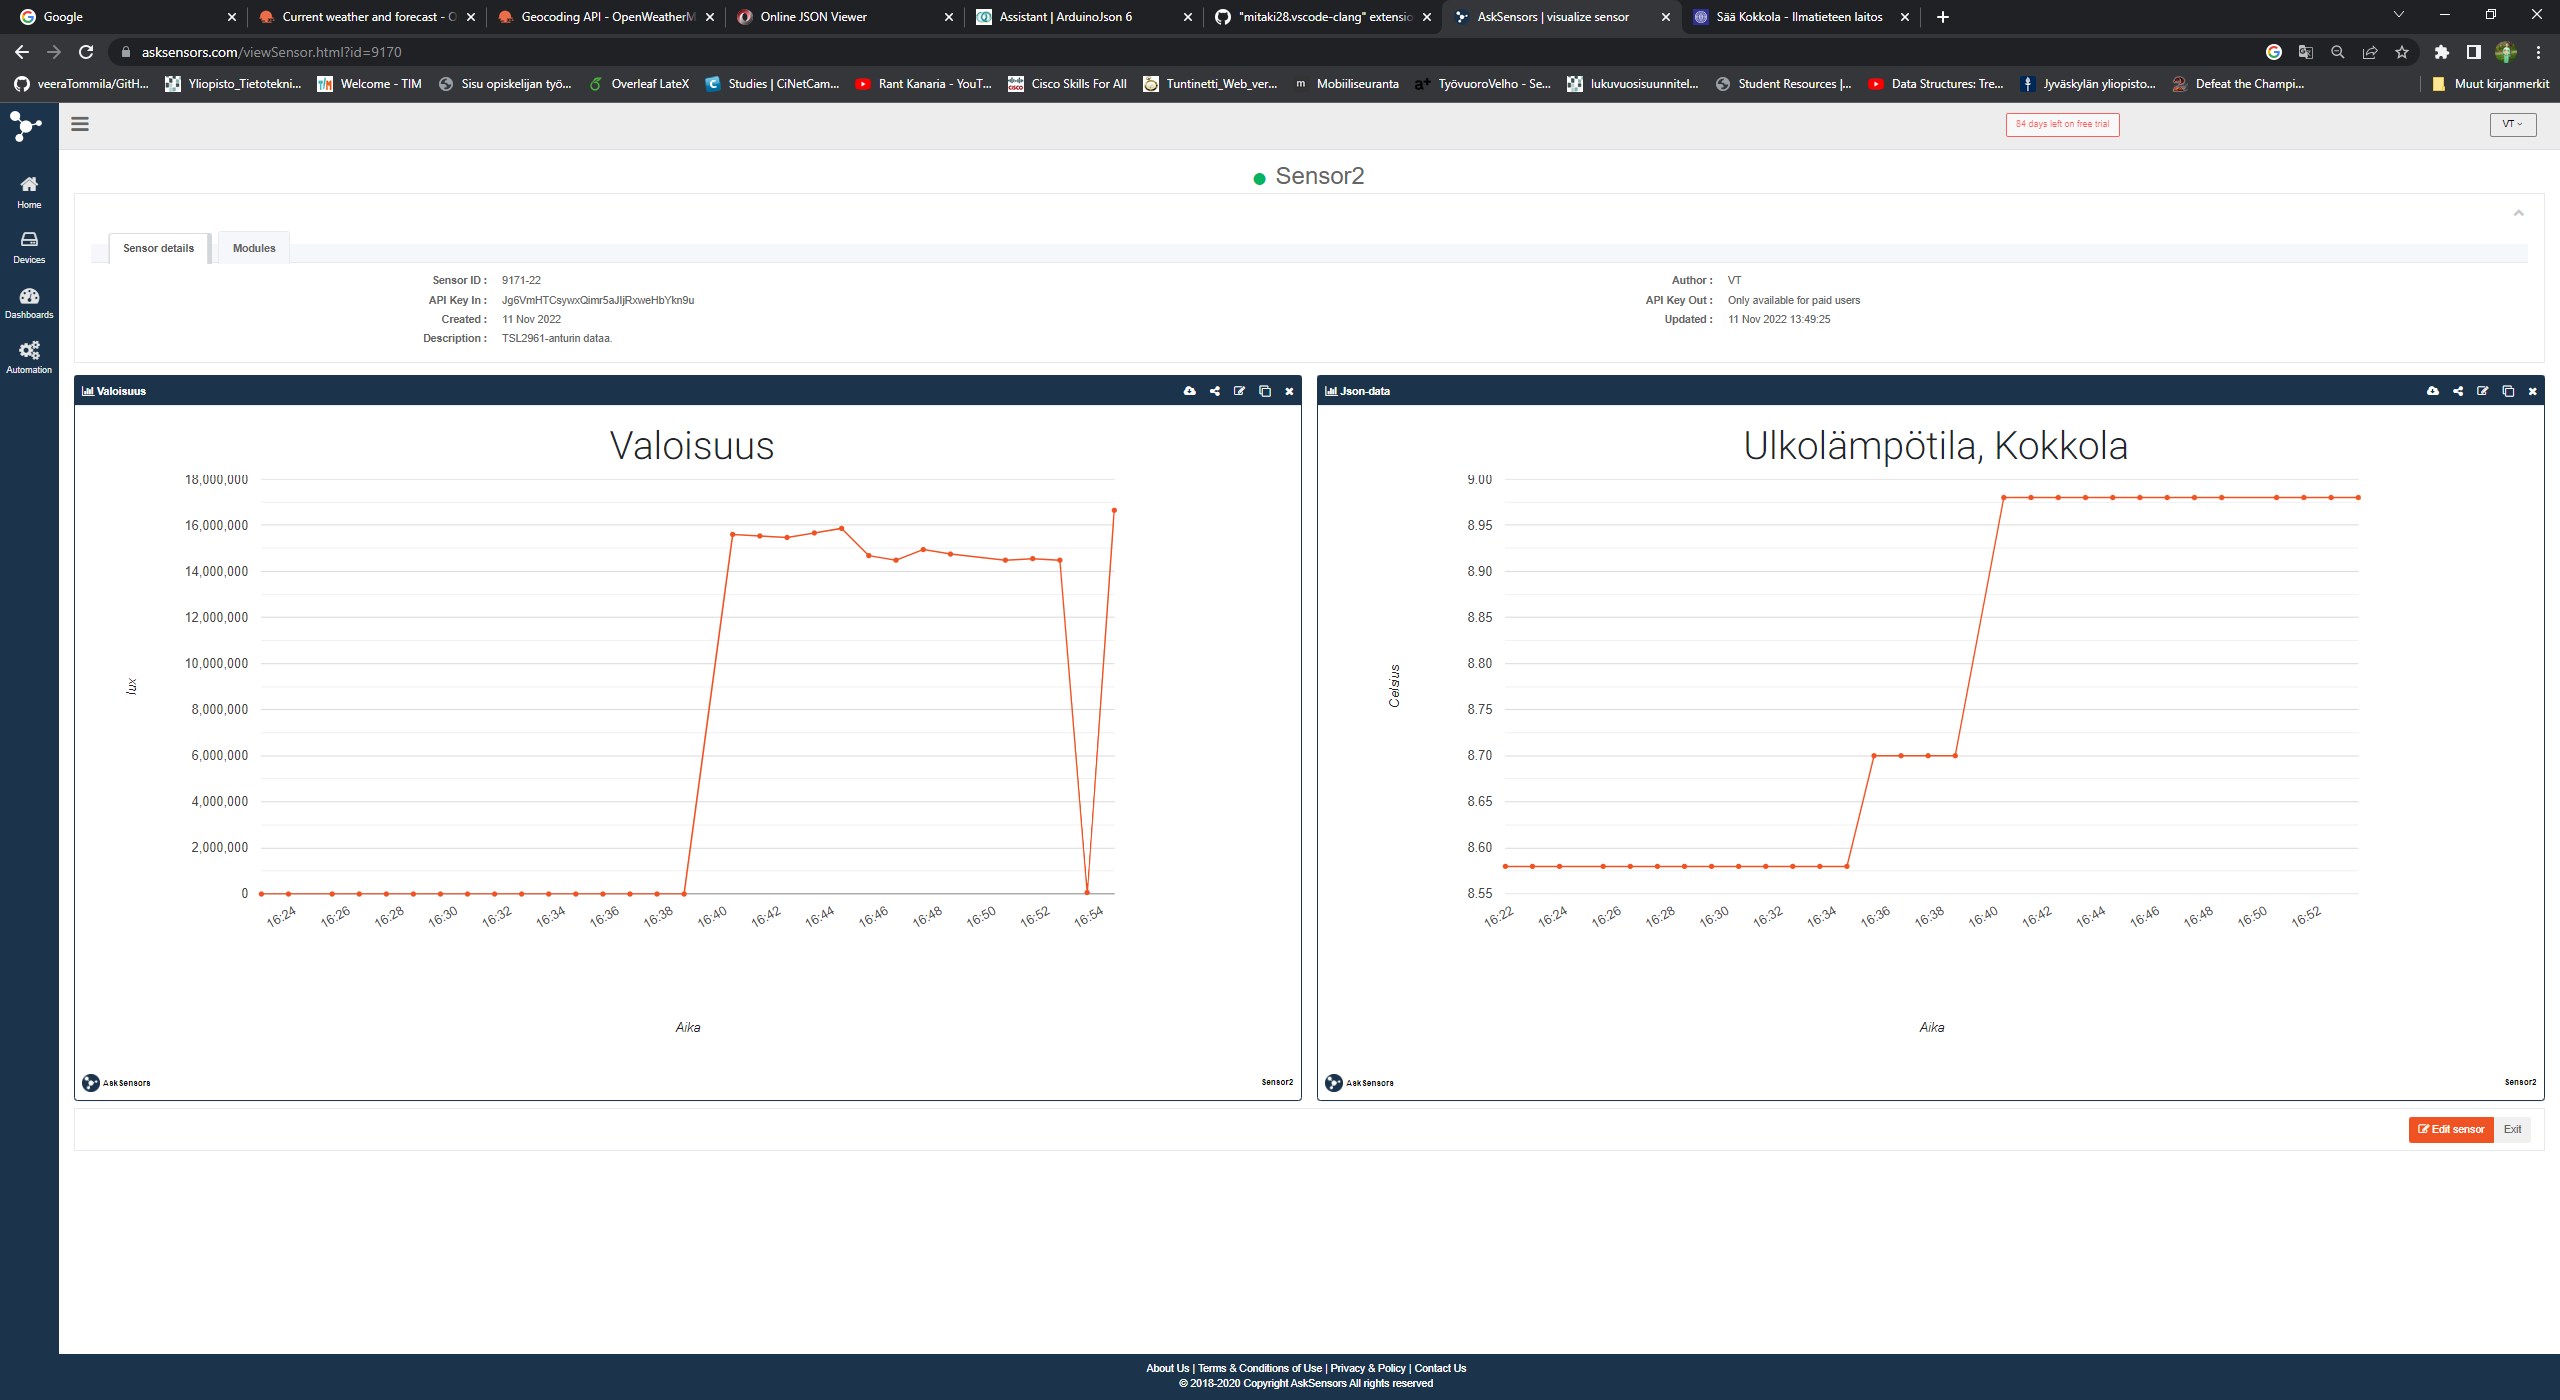 Google
Current weather and forecast - O
Geocoding API - OpenWeatherM
Online JSON Viewer
Assistant | ArduinoJson 6
"mitaki28.vscode-clang" extensio
AskSensors | visualize sensor
Sää Kokkola - Ilmatieteen laitos
asksensors.com/viewSensor.html?id=9170
veeraTommila/GitH...
Yliopisto_Tietotekni...
Welcome - TIM
Sisu opiskelijan työ...
Overleaf LateX
Studies | CiNetCam...
Rant Kanaria - YouT...
Cisco Skills For All
Tuntinetti_Web_ver...
Mobiiliseuranta
TyövuoroVelho - Se...
lukuvuosisuunnitel...
Student Resources |...
Data Structures: Tre...
Jyväskylän yliopisto...
Defeat the Champi...
Muut kirjanmerkit
84 days left on free trial
VT
Home
Devices
Dashboards
Automation
Sensor2
Sensor details
Modules
Sensor ID : 9171-22
API Key In : Jg6VmHTCsywxQimr5aJIjRxweHbYkn9u
Created : 11 Nov 2022
Description : TSL2961-anturin dataa.
Author : VT
API Key Out : Only available for paid users
Updated : 11 Nov 2022 13:49:25
Valoisuus
Valoisuus
18,000,000
16,000,000
14,000,000
12,000,000
10,000,000
8,000,000
6,000,000
4,000,000
2,000,000
0
lux
16:24 16:26 16:28 16:30 16:32 16:34 16:36 16:38 16:40 16:42 16:44 16:46 16:48 16:50 16:52 16:54
Aika
AskSensors
Sensor2
Json-data
Ulkolämpötila, Kokkola
9.00
8.95
8.90
8.85
8.80
8.75
8.70
8.65
8.60
8.55
Celsius
16:22 16:24 16:26 16:28 16:30 16:32 16:34 16:36 16:38 16:40 16:42 16:44 16:46 16:48 16:50 16:52
Aika
AskSensors
Sensor2
Edit sensor
Exit
About Us | Terms & Conditions of Use | Privacy & Policy | Contact Us
© 2018-2020 Copyright AskSensors All rights reserved